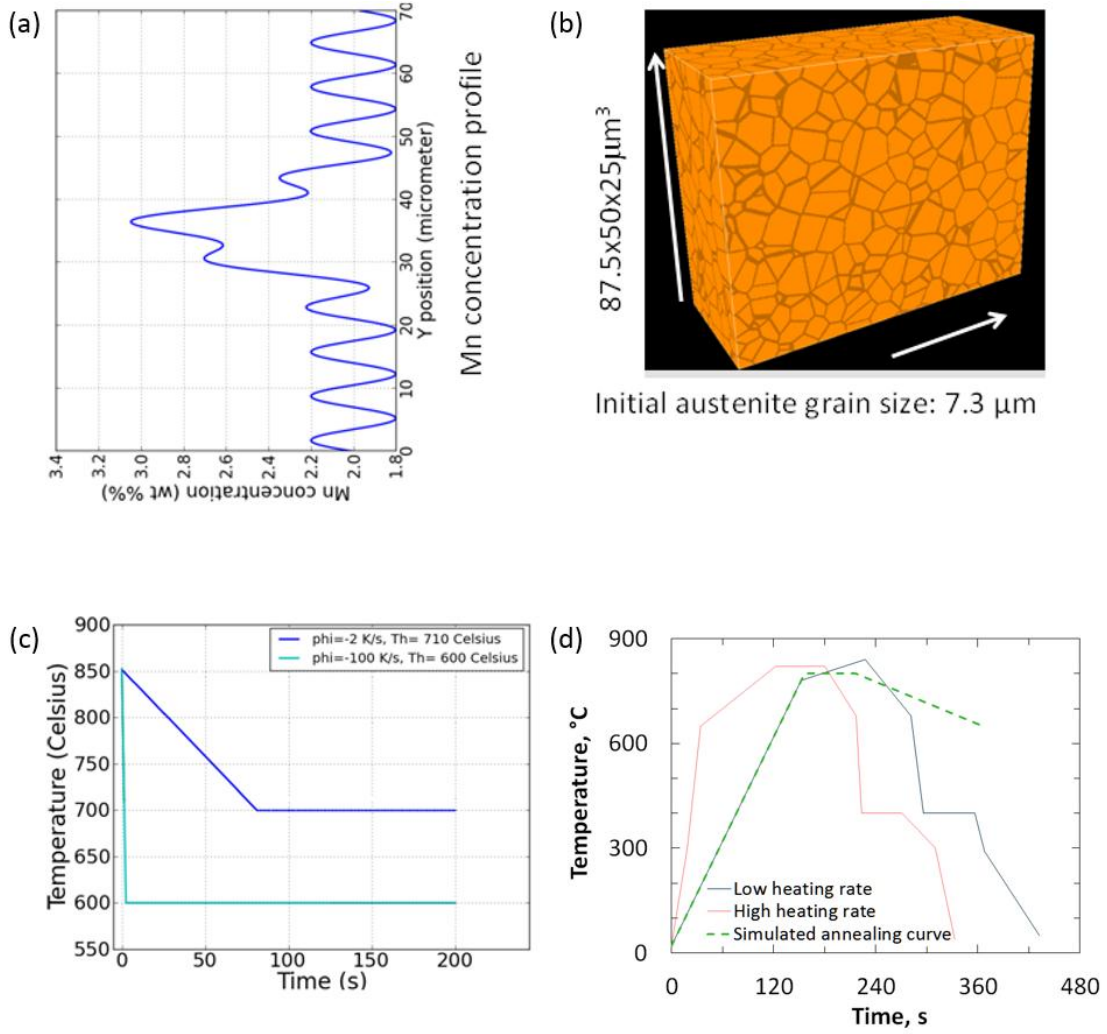 (a)
3.4
3.2
3.0
2.8
2.6
2.4
2.2
2.0
1.8
Mn concentration (wt %%)
0
10
20
30
40
50
60
70
Y position (micrometer)
Mn concentration profile
(b)
87.5x50x25µm³
Initial austenite grain size: 7.3 µm
(c)
900
850
800
750
700
650
600
550
Temperature (Celsius)
phi=-2 K/s, Th= 710 Celsius
phi=-100 K/s, Th= 600 Celsius
0
50
100
150
200
Time (s)
(d)
900
600
300
0
Temperature, °C
Low heating rate
High heating rate
Simulated annealing curve
0
120
240
360
480
Time, s